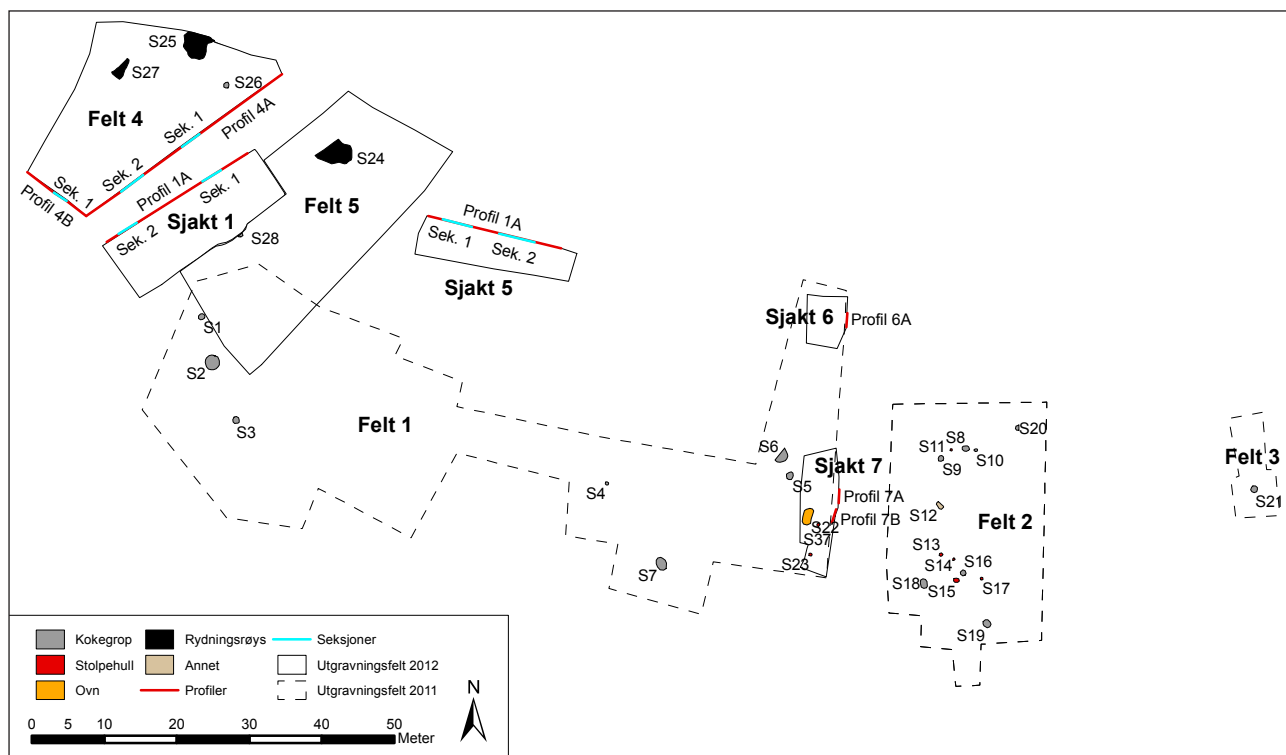 S25
S27
S26
Felt 4
Sek. 1
Profil 4A
Sek. 2
Sek. 1
Profil 4B
Profil 1A
Sek. 1
Sjakt 1
Sek. 2
S24
Felt 5
S28
Profil 1A
Sek. 1
Sek. 2
Sjakt 5
S1
S2
S3
Felt 1
Sjakt 6
Profil 6A
S6
Sjakt 7
S5
S4
Profil 7A
S22
Profil 7B
S37
S23
S7
S20
S8
S11
S10
S9
S12
Felt 2
S13
S14
S16
S18
S15
S17
S19
Felt 3
S21
Kokegrop
Rydningsrøys
Seksjoner
Stolpehull
Annet
Utgravningsfelt 2012
Ovn
Profiler
Utgravningsfelt 2011
N
0 5 10 20 30 40 50
Meter